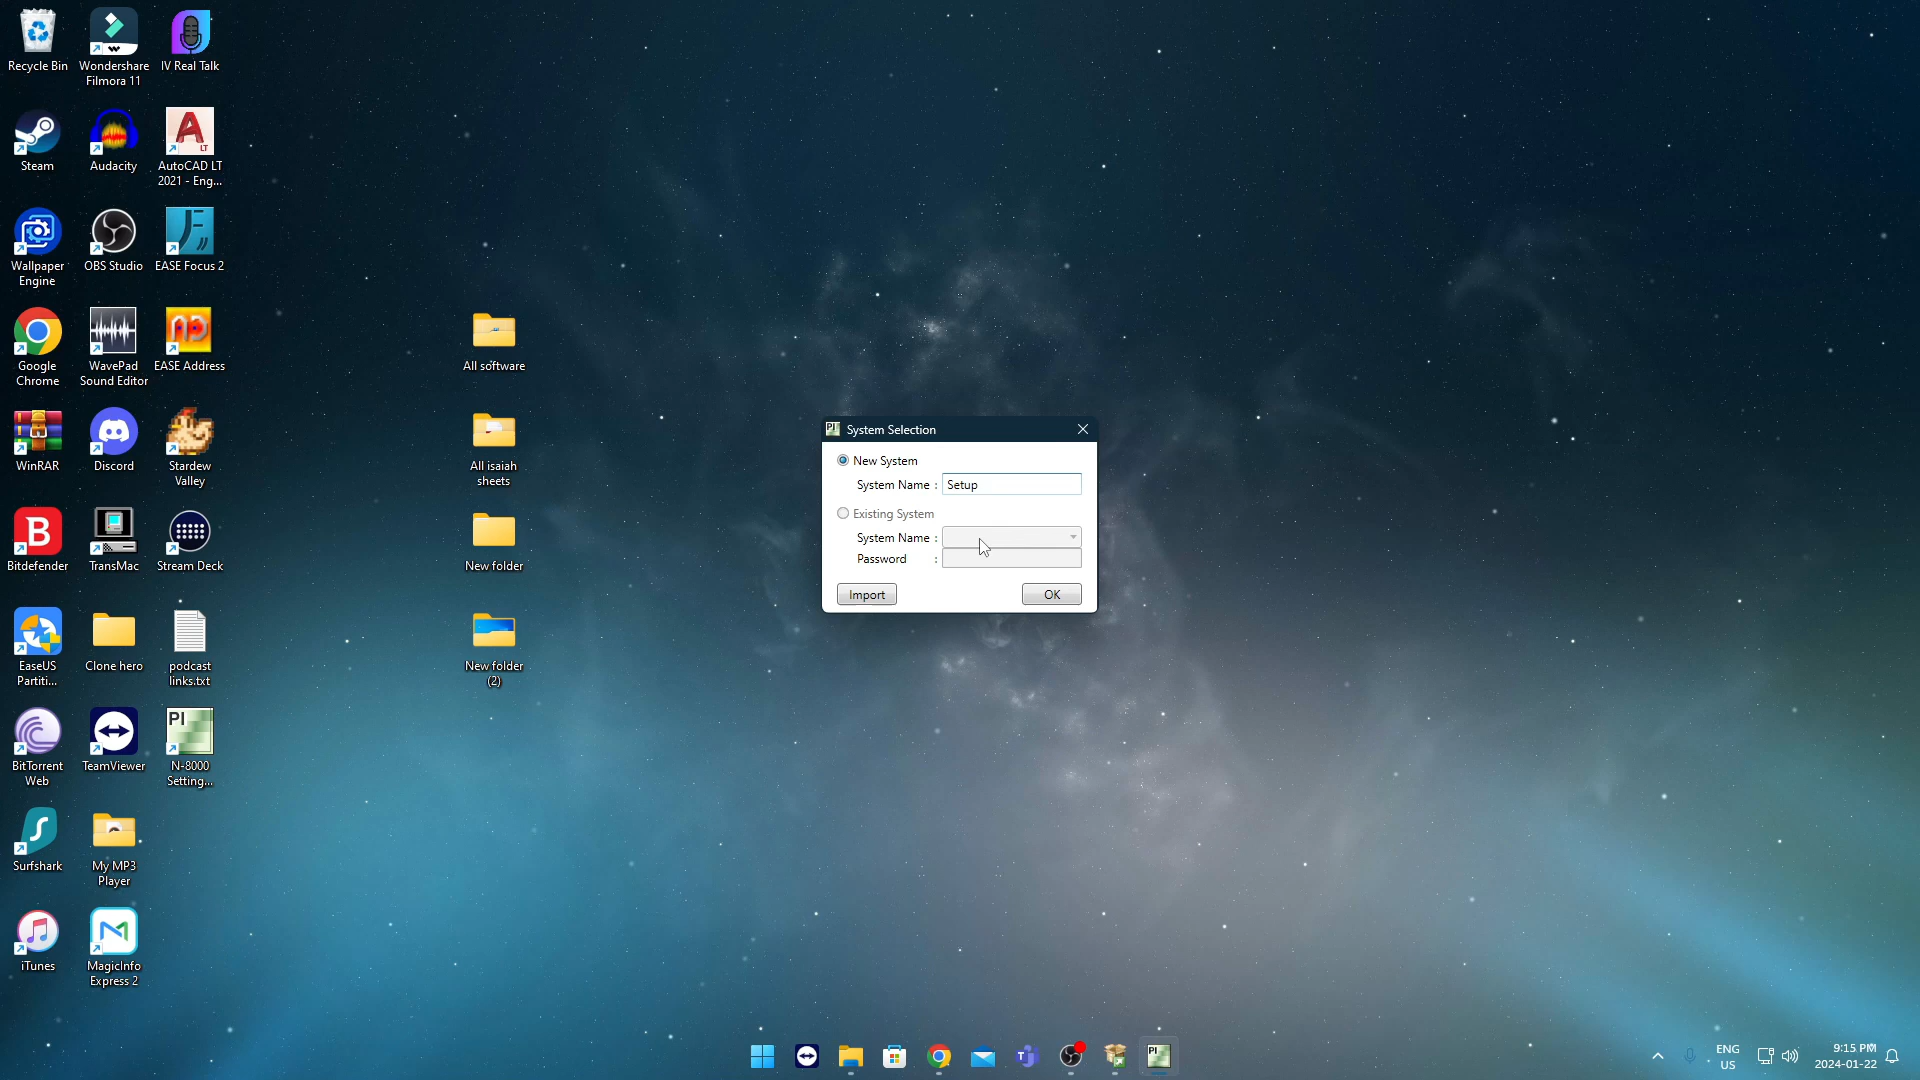 Recycle Bin
Wondershare
Filmora 11
IV Real Talk
Steam
Audacity
AutoCAD LT
2021 - Eng...
Wallpaper
Engine
OBS Studio
EASE Focus 2
Google
Chrome
WavePad
Sound Editor
EASE Address
WinRAR
Discord
Stardew
Valley
Bitdefender
TransMac
Stream Deck
EaseUS
Partiti...
Clone hero
podcast
links.txt
BitTorrent
Web
TeamViewer
PI
N-8000
Setting...
Surfshark
My MP3
Player
iTunes
MagicInfo
Express 2
All software
All isaiah
sheets
New folder
New folder
(2)
PI System Selection
New System
System Name : Setup
Existing System
System Name :
Password :
Import
OK
PI
ENG
US
9:15 PM
2024-01-22